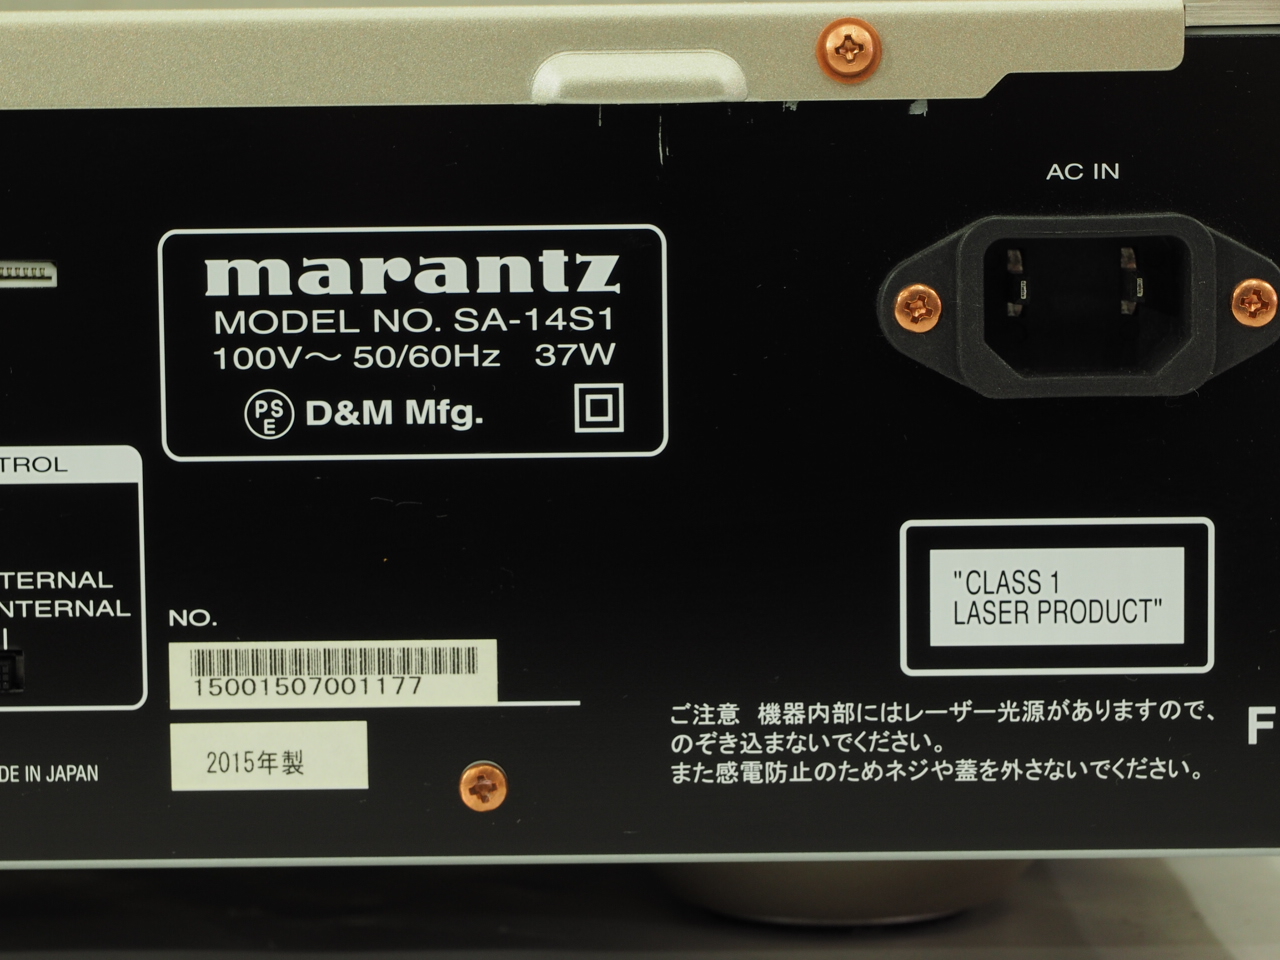 AC IN
marantz
MODEL NO. SA-14S1
100V～ 50/60Hz 37W
PSE D&M Mfg.
TROL
TERNAL
NTERNAL
"CLASS 1
LASER PRODUCT"
NO.
15001507001177
2015年製
DE IN JAPAN
ご注意 機器内部にはレーザー光源がありますので、
のぞき込まないでください。
また感電防止のためネジや蓋を外さないでください。
F